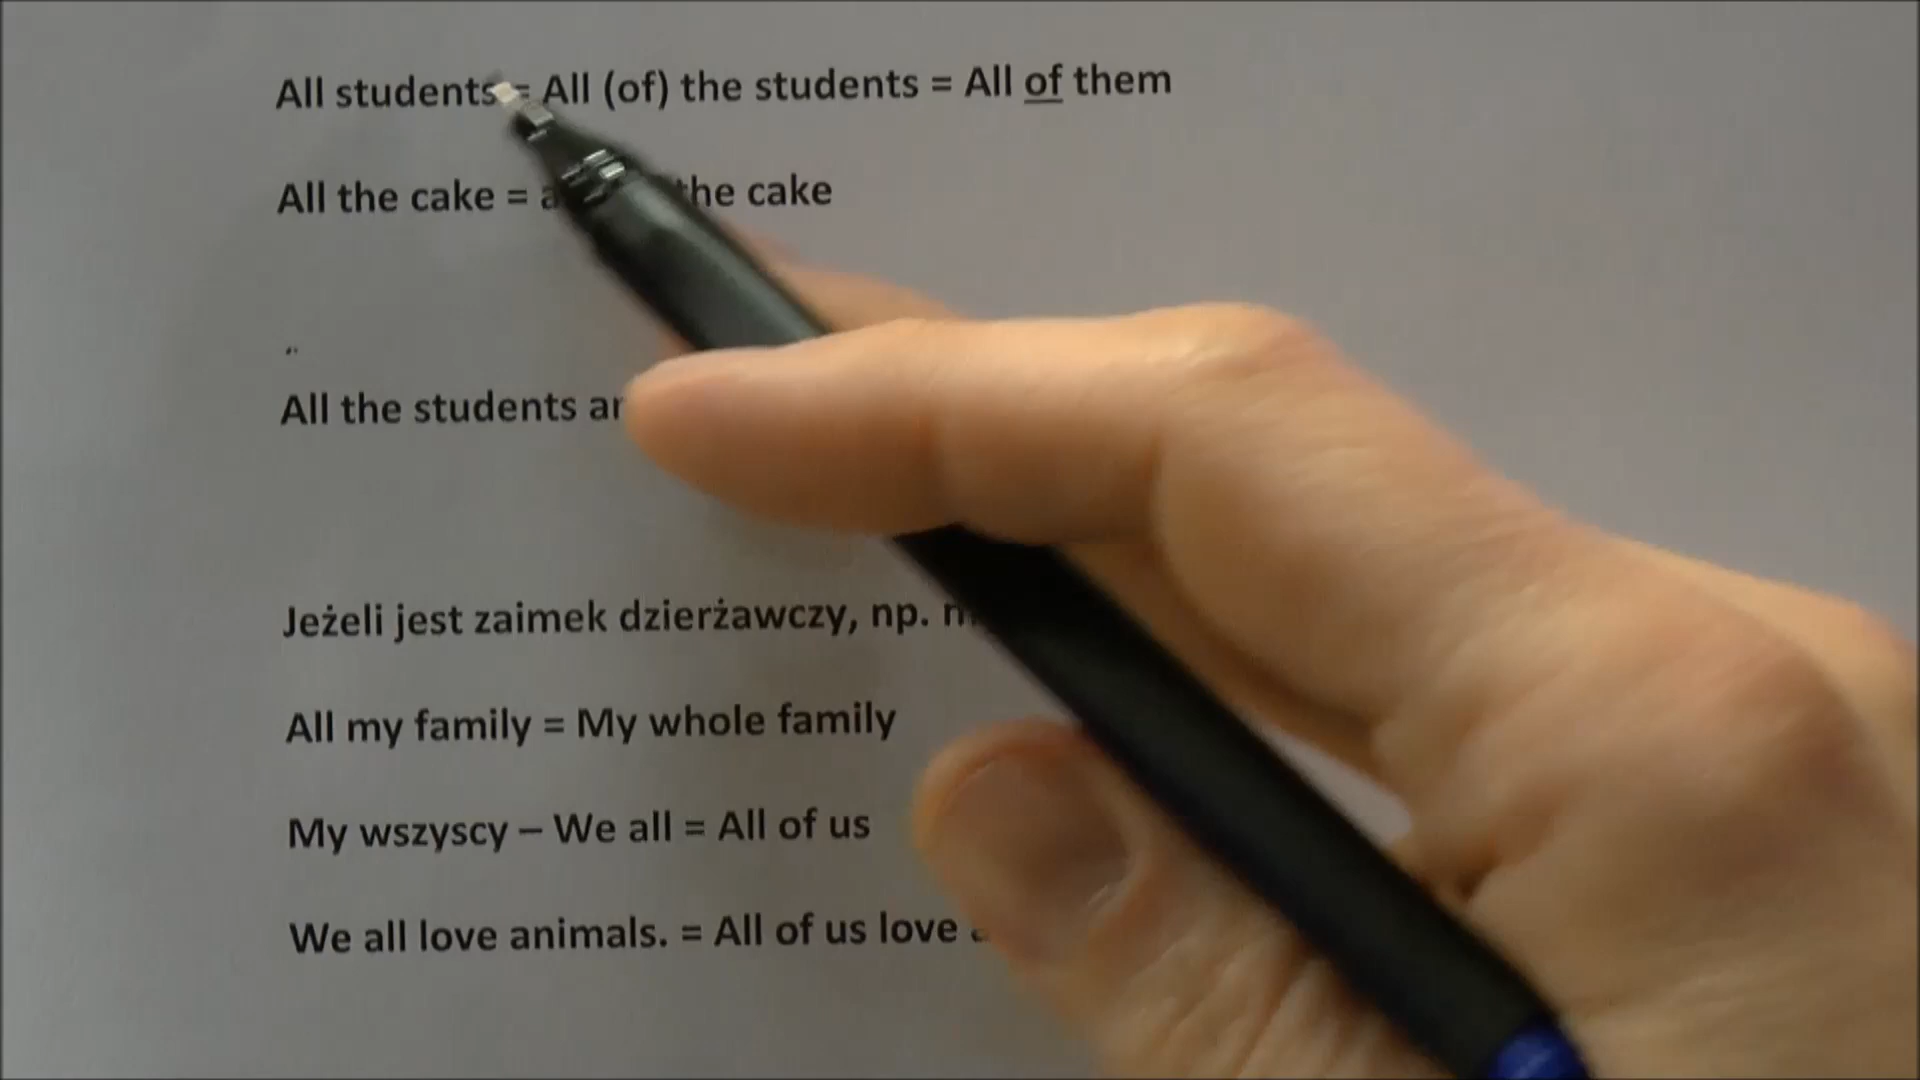 All students = All (of) the students = All of them
All the cake = the cake
All the students
Jeżeli jest zaimek dzierżawczy, np.
All my family = My whole family
My wszyscy – We all = All of us
We all love animals. = All of us love